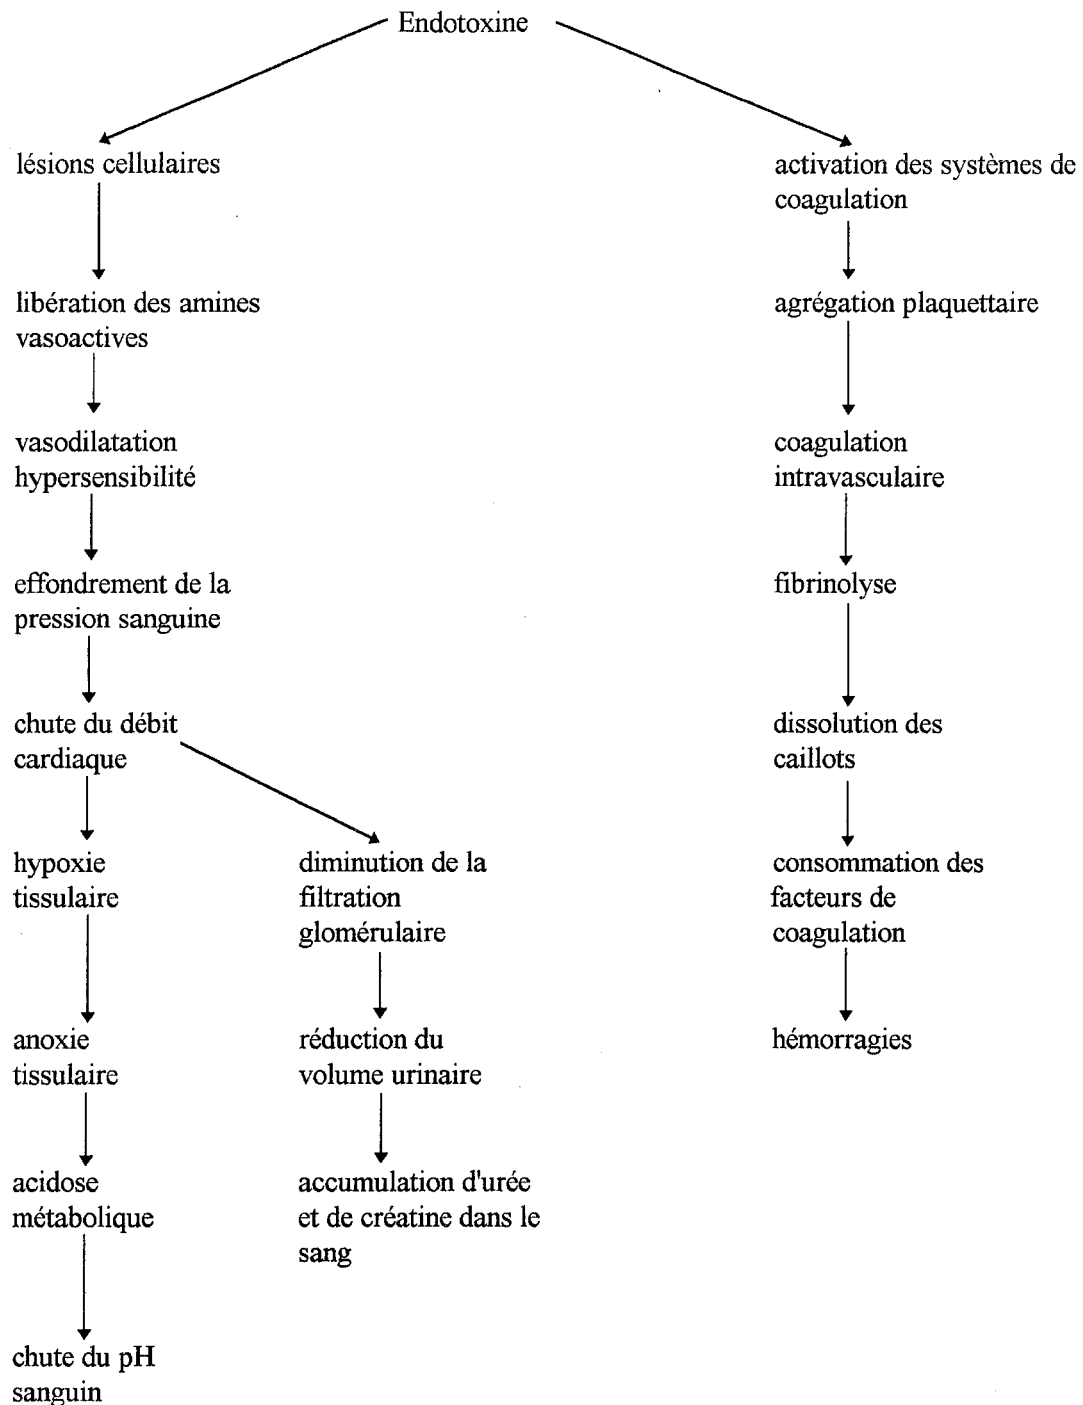 Endotoxine
lésions cellulaires
libération des amines
vasoactives
vasodilatation
hypersensibilité
effondrement de la
pression sanguine
chute du débit
cardiaque
hypoxie
tissulaire
anoxie
tissulaire
acidose
métabolique
chute du pH
sanguin
diminution de la
filtration
glomérulaire
réduction du
volume urinaire
accumulation d'urée
et de créatine dans le
sang
activation des systèmes de
coagulation
agrégation plaquettaire
coagulation
intravasculaire
fibrinolyse
dissolution des
caillots
consommation des
facteurs de
coagulation
hémorragies